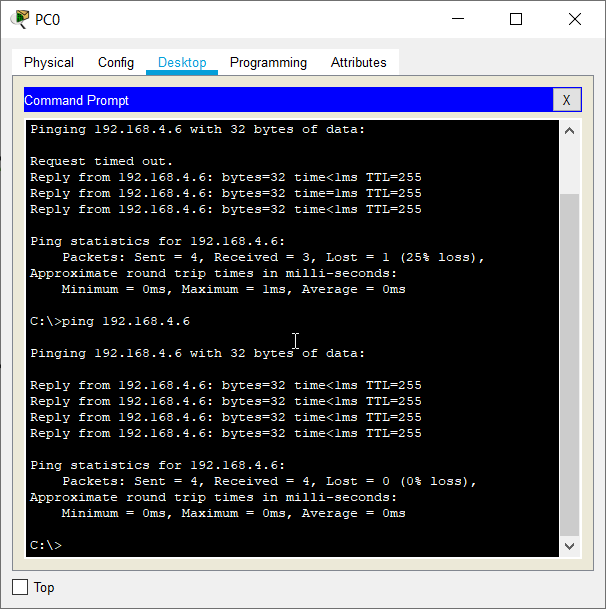 PC0
Physical Config Desktop Programming Attributes
Command Prompt X
Pinging 192.168.4.6 with 32 bytes of data:
Request timed out.
Reply from 192.168.4.6: bytes=32 time<1ms TTL=255
Reply from 192.168.4.6: bytes=32 time=1ms TTL=255
Reply from 192.168.4.6: bytes=32 time<1ms TTL=255
Ping statistics for 192.168.4.6:
Packets: Sent = 4, Received = 3, Lost = 1 (25% loss),
Approximate round trip times in milli-seconds:
Minimum = 0ms, Maximum = 1ms, Average = 0ms
C:\>ping 192.168.4.6
Pinging 192.168.4.6 with 32 bytes of data:
Reply from 192.168.4.6: bytes=32 time<1ms TTL=255
Reply from 192.168.4.6: bytes=32 time<1ms TTL=255
Reply from 192.168.4.6: bytes=32 time<1ms TTL=255
Reply from 192.168.4.6: bytes=32 time<1ms TTL=255
Ping statistics for 192.168.4.6:
Packets: Sent = 4, Received = 4, Lost = 0 (0% loss),
Approximate round trip times in milli-seconds:
Minimum = 0ms, Maximum = 0ms, Average = 0ms
C:\>
Top